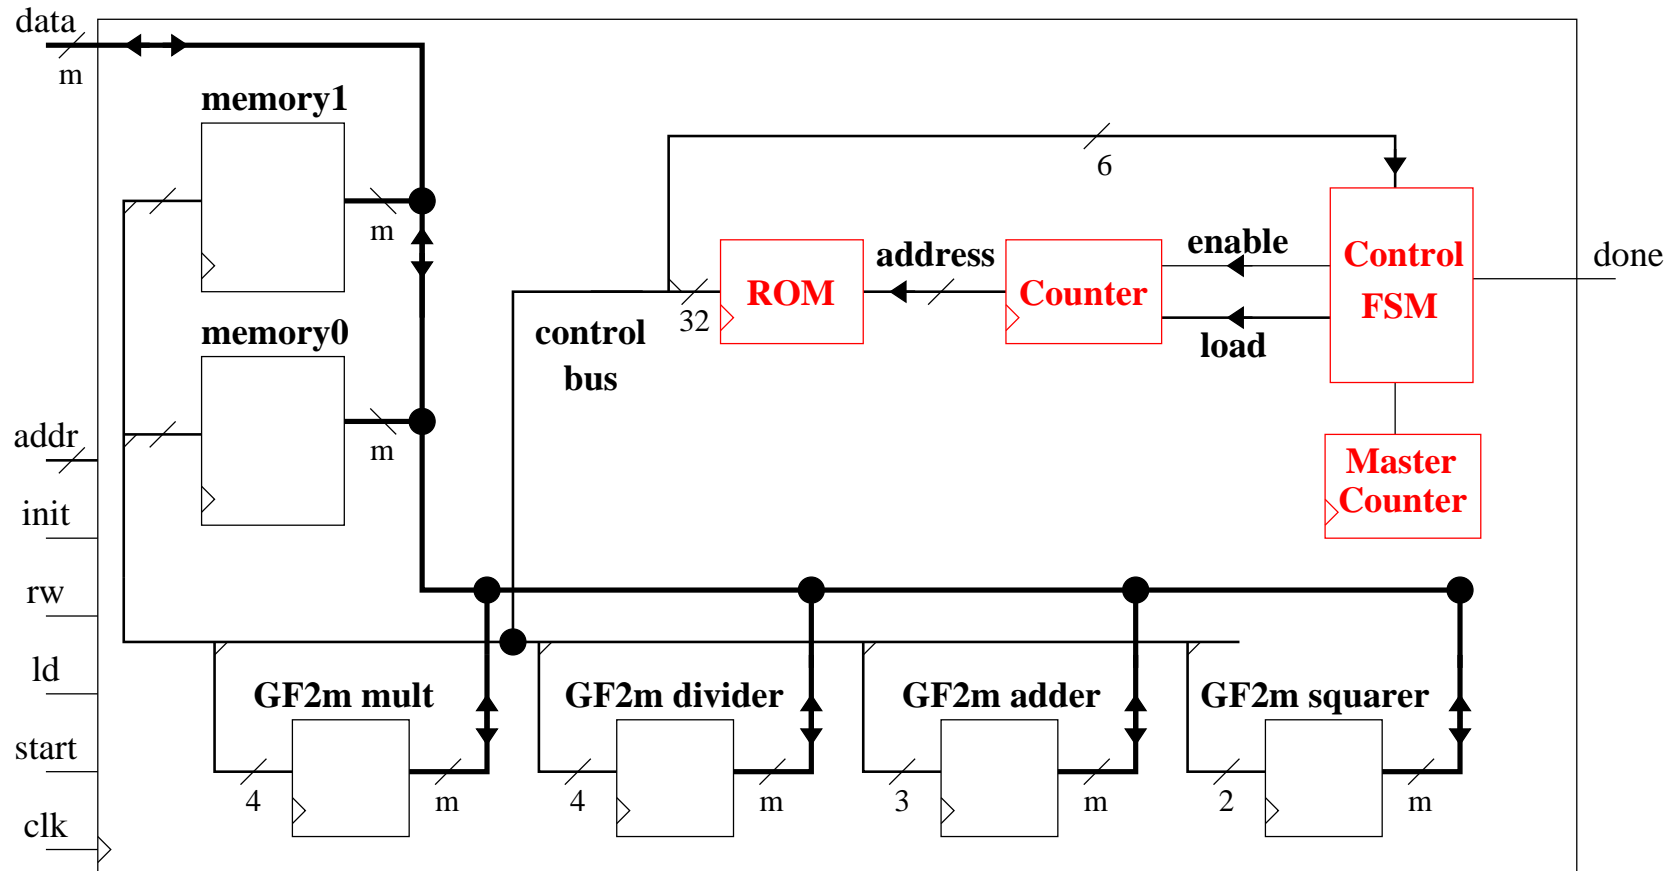 data
m
memory1
6
m
enable
Control
FSM
done
address
ROM
Counter
32
load
control
bus
memory0
m
addr
Master
Counter
init
rw
ld
GF2m mult
GF2m divider
GF2m adder
GF2m squarer
start
4
m
4
m
3
m
2
m
clk